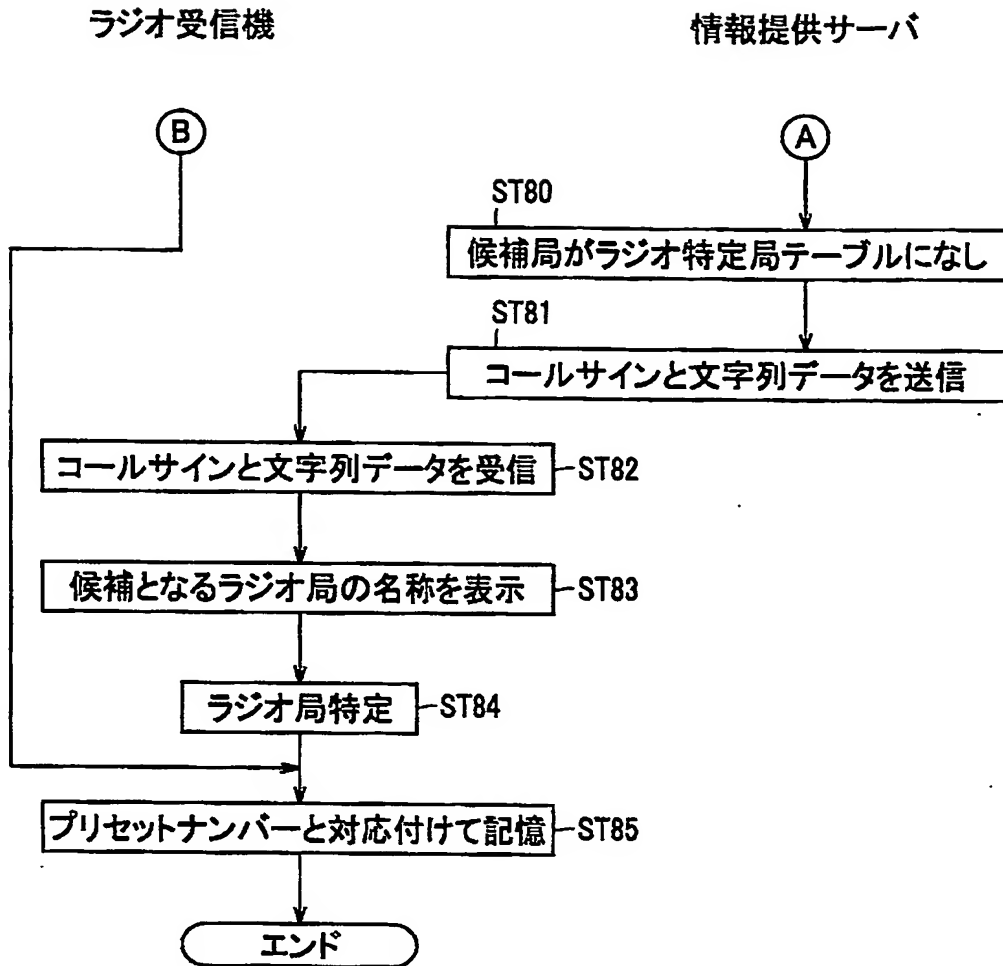 ラジオ受信機
情報提供サーバ
B
A
ST80
候補局がラジオ特定局テーブルになし
ST81
コールサインと文字列データを送信
コールサインと文字列データを受信
ST82
候補となるラジオ局の名称を表示
ST83
ラジオ局特定
ST84
プリセットナンバーと対応付けて記憶
ST85
エンド